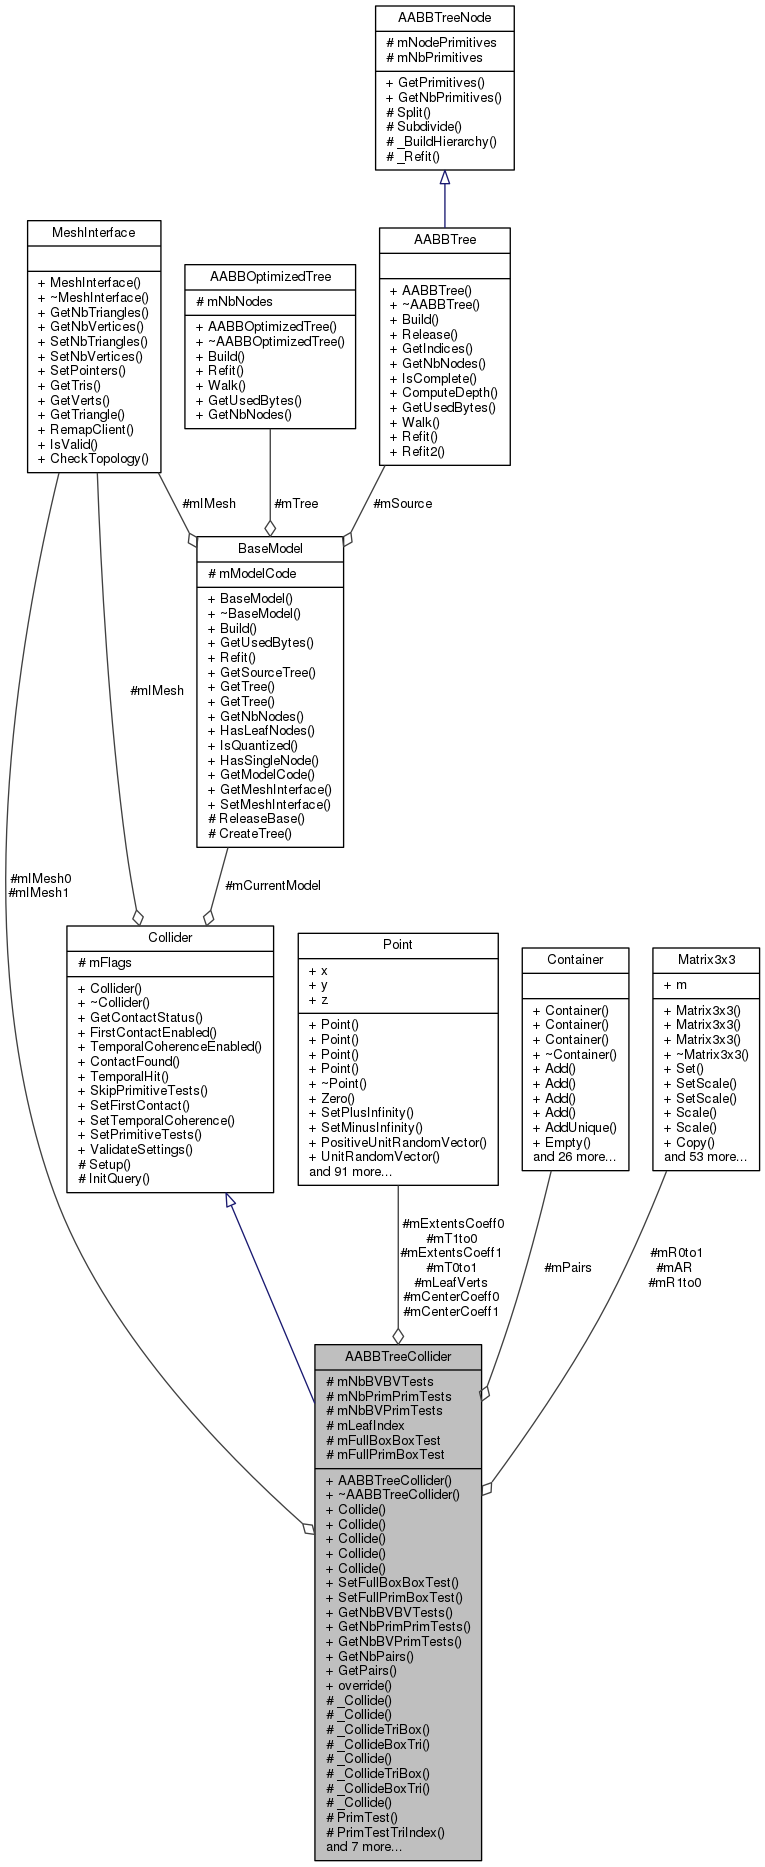 AABBTreeNode
# mNodePrimitives
# mNbPrimitives
+ GetPrimitives()
+ GetNbPrimitives()
# Split()
# Subdivide()
# _BuildHierarchy()
# _Refit()
MeshInterface
+ MeshInterface()
+ ~MeshInterface()
+ GetNbTriangles()
+ GetNbVertices()
+ SetNbTriangles()
+ SetNbVertices()
+ SetPointers()
+ GetTris()
+ GetVerts()
+ GetTriangle()
+ RemapClient()
+ IsValid()
+ CheckTopology()
AABBOptimizedTree
# mNbNodes
+ AABBOptimizedTree()
+ ~AABBOptimizedTree()
+ Build()
+ Refit()
+ Walk()
+ GetUsedBytes()
+ GetNbNodes()
AABBTree
+ AABBTree()
+ ~AABBTree()
+ Build()
+ Release()
+ GetIndices()
+ GetNbNodes()
+ IsComplete()
+ ComputeDepth()
+ GetUsedBytes()
+ Walk()
+ Refit()
+ Refit2()
#mIMesh
#mTree
#mSource
BaseModel
# mModelCode
+ BaseModel()
+ ~BaseModel()
+ Build()
+ GetUsedBytes()
+ Refit()
+ GetSourceTree()
+ GetTree()
+ GetTree()
+ GetNbNodes()
+ HasLeafNodes()
+ IsQuantized()
+ HasSingleNode()
+ GetModelCode()
+ GetMeshInterface()
+ SetMeshInterface()
# ReleaseBase()
# CreateTree()
#mIMesh
#mIMesh0
#mIMesh1
#mCurrentModel
Collider
# mFlags
+ Collider()
+ ~Collider()
+ GetContactStatus()
+ FirstContactEnabled()
+ TemporalCoherenceEnabled()
+ ContactFound()
+ TemporalHit()
+ SkipPrimitiveTests()
+ SetFirstContact()
+ SetTemporalCoherence()
+ SetPrimitiveTests()
+ ValidateSettings()
# Setup()
# InitQuery()
Point
+ x
+ y
+ z
+ Point()
+ Point()
+ Point()
+ Point()
+ ~Point()
+ Zero()
+ SetPlusInfinity()
+ SetMinusInfinity()
+ PositiveUnitRandomVector()
+ UnitRandomVector()
and 91 more...
Container
+ Container()
+ Container()
+ Container()
+ ~Container()
+ Add()
+ Add()
+ Add()
+ Add()
+ AddUnique()
+ Empty()
and 26 more...
Matrix3x3
+ m
+ Matrix3x3()
+ Matrix3x3()
+ Matrix3x3()
+ ~Matrix3x3()
+ Set()
+ SetScale()
+ SetScale()
+ Scale()
+ Scale()
+ Copy()
and 53 more...
#mExtentsCoeff0
#mT1to0
#mExtentsCoeff1
#mT0to1
#mLeafVerts
#mCenterCoeff0
#mCenterCoeff1
#mPairs
#mR0to1
#mAR
#mR1to0
AABBTreeCollider
# mNbBVBVTests
# mNbPrimPrimTests
# mNbBVPrimTests
# mLeafIndex
# mFullBoxBoxTest
# mFullPrimBoxTest
+ AABBTreeCollider()
+ ~AABBTreeCollider()
+ Collide()
+ Collide()
+ Collide()
+ Collide()
+ Collide()
+ SetFullBoxBoxTest()
+ SetFullPrimBoxTest()
+ GetNbBVBVTests()
+ GetNbPrimPrimTests()
+ GetNbBVPrimTests()
+ GetNbPairs()
+ GetPairs()
+ override()
# _Collide()
# _Collide()
# _CollideTriBox()
# _CollideBoxTri()
# _Collide()
# _CollideTriBox()
# _CollideBoxTri()
# _Collide()
# PrimTest()
# PrimTestTriIndex()
and 7 more...